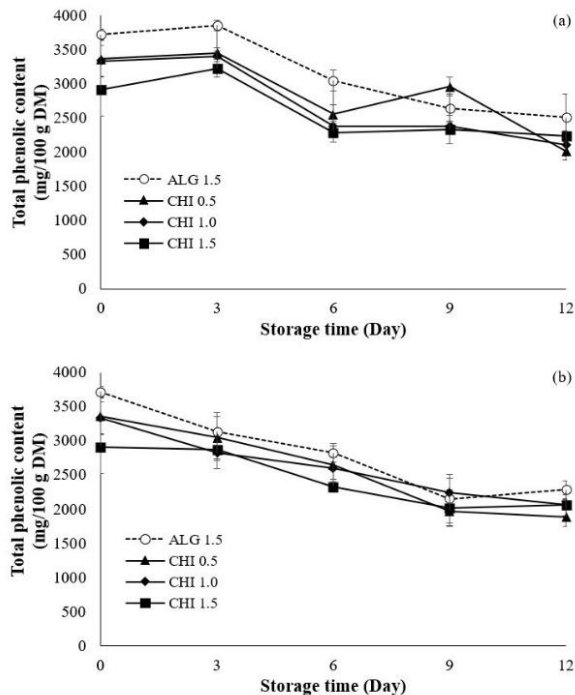 (a)
Total phenolic content
(mg/100 g DM)
4000
3500
3000
2500
2000
1500
1000
500
0
ALG 1.5
CHI 0.5
CHI 1.0
CHI 1.5
0 3 6 9 12
Storage time (Day)
(b)
Total phenolic content
(mg/100 g DM)
4000
3500
3000
2500
2000
1500
1000
500
0
ALG 1.5
CHI 0.5
CHI 1.0
CHI 1.5
0 3 6 9 12
Storage time (Day)